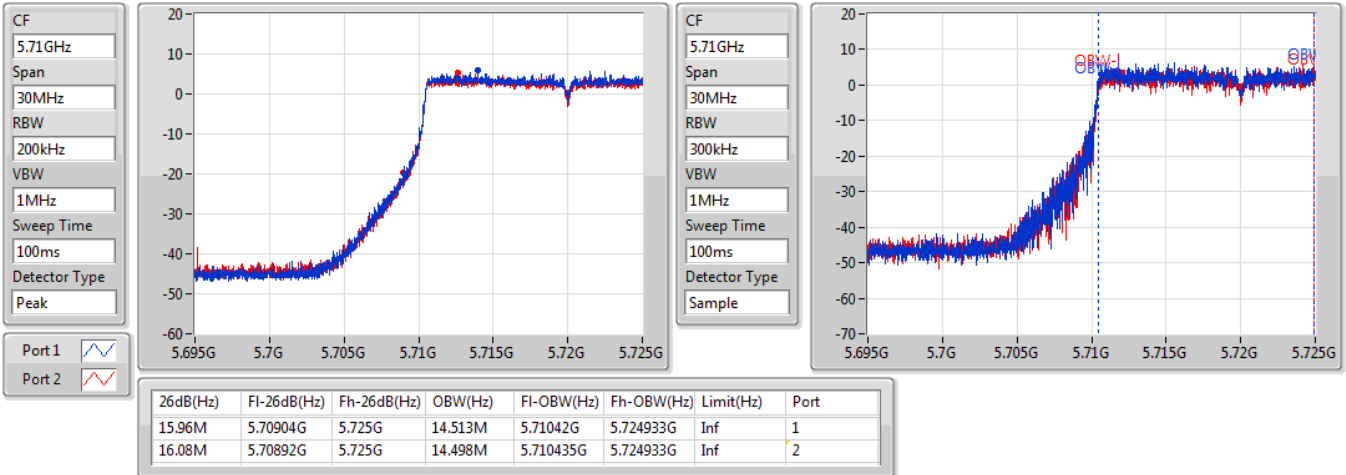 CF
5.71GHz
Span
30MHz
RBW
200kHz
VBW
1MHz
Sweep Time
100ms
Detector Type
Peak
Port 1
Port 2
20
10
0
-10
-20
-30
-40
-50
-60
5.695G 5.7G 5.705G 5.71G 5.715G 5.72G 5.725G
CF
5.71GHz
Span
30MHz
RBW
300kHz
VBW
1MHz
Sweep Time
100ms
Detector Type
Sample
20
10
0
-10
-20
-30
-40
-50
-60
-70
5.695G 5.7G 5.705G 5.71G 5.715G 5.72G 5.725G
OBW-l
26dB(Hz) Fl-26dB(Hz) Fh-26dB(Hz) OBW(Hz) Fl-OBW(Hz) Fh-OBW(Hz) Limit(Hz) Port
15.96M 5.70904G 5.725G 14.513M 5.71042G 5.724933G Inf 1
16.08M 5.70892G 5.725G 14.498M 5.710435G 5.724933G Inf 2